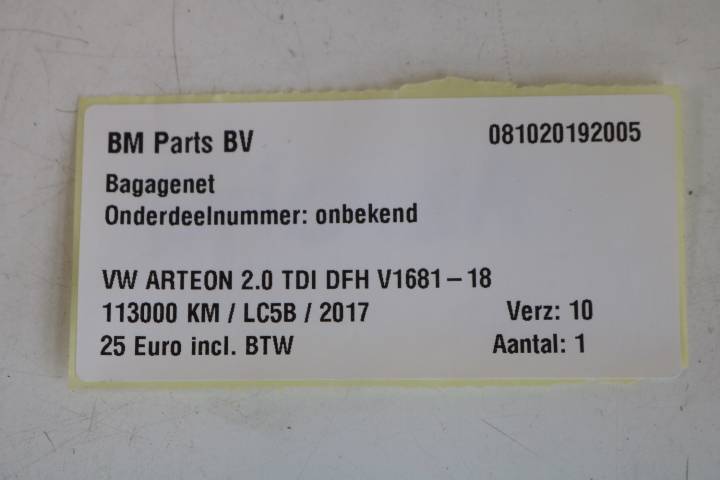 BM Parts BV 081020192005
Bagagenet
Onderdeelnummer: onbekend
VW ARTEON 2.0 TDI DFH V1681-18
113000 KM / LC5B / 2017 Verz: 10
25 Euro incl. BTW Aantal: 1